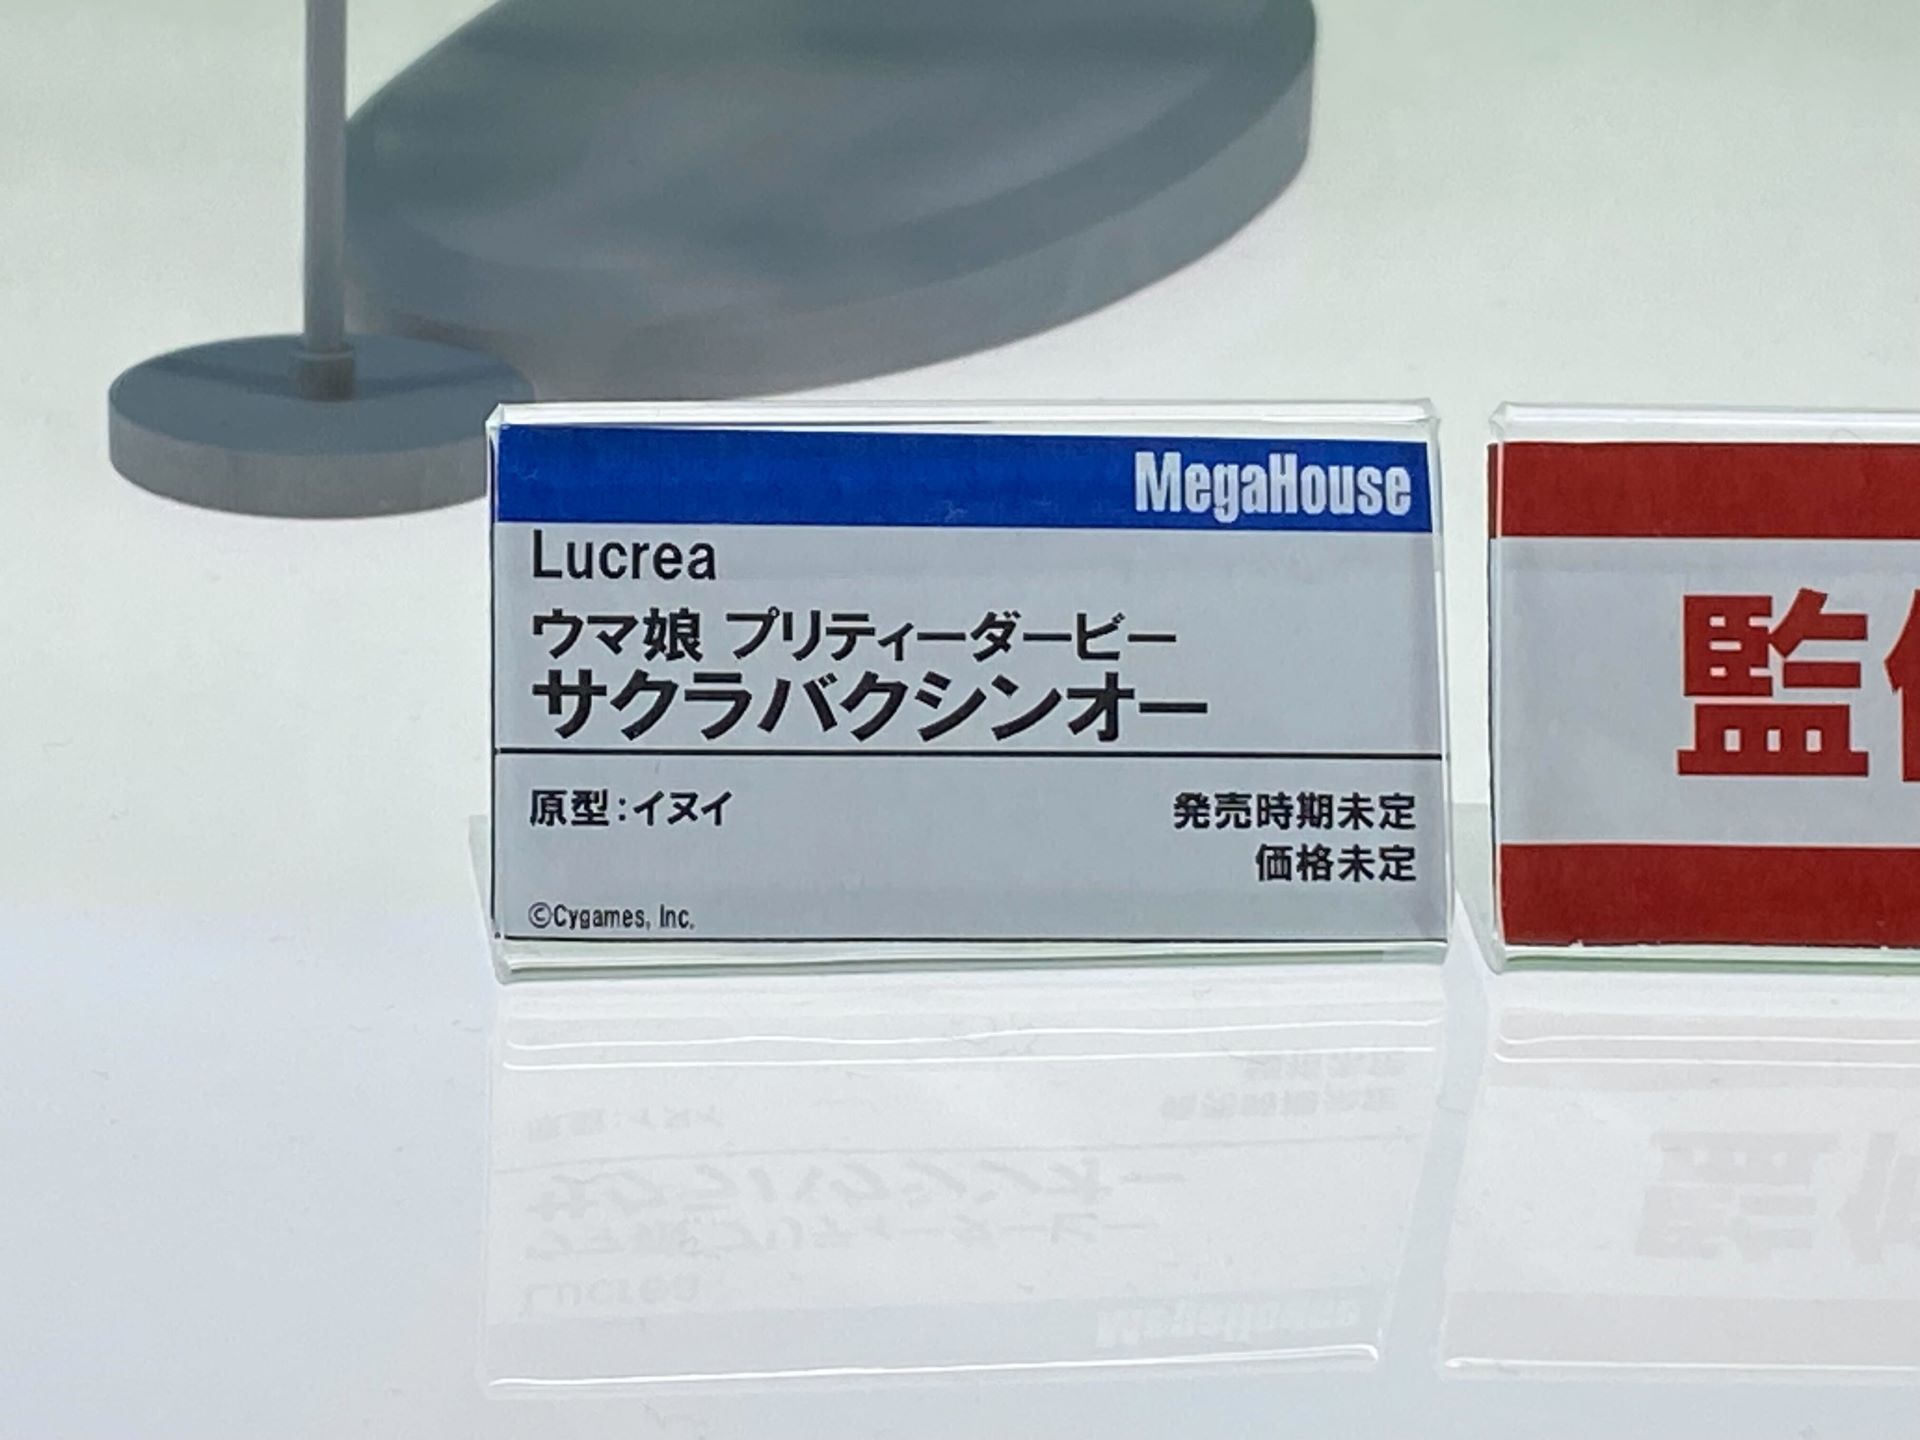 MegaHouse
Lucrea
ウマ娘 プリティーダービー
サクラバクシンオー
原型：イヌイ
発売時期未定
価格未定
©Cygames, Inc.
監